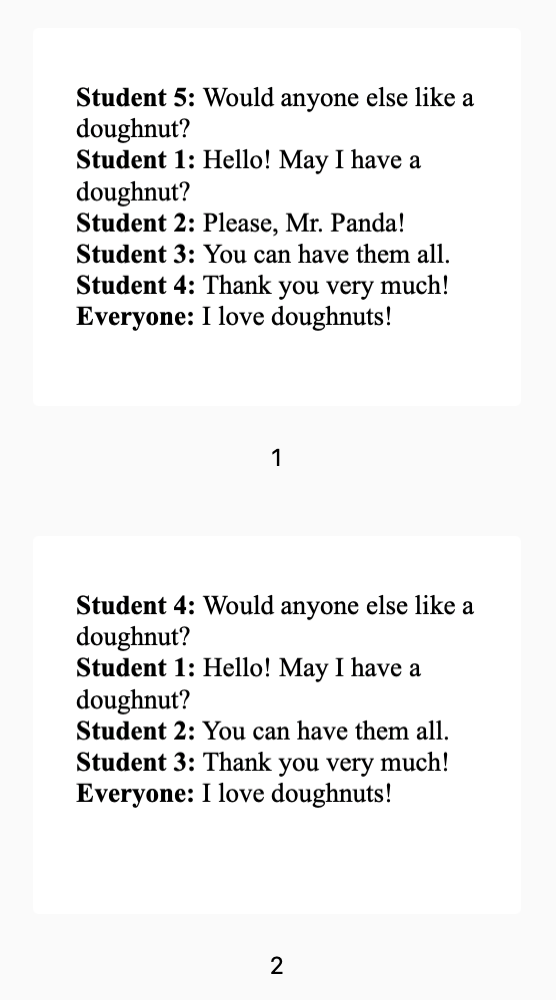 Student 5: Would anyone else like a
doughnut?
Student 1: Hello! May I have a
doughnut?
Student 2: Please, Mr. Panda!
Student 3: You can have them all.
Student 4: Thank you very much!
Everyone: I love doughnuts!
1
Student 4: Would anyone else like a
doughnut?
Student 1: Hello! May I have a
doughnut?
Student 2: You can have them all.
Student 3: Thank you very much!
Everyone: I love doughnuts!
2